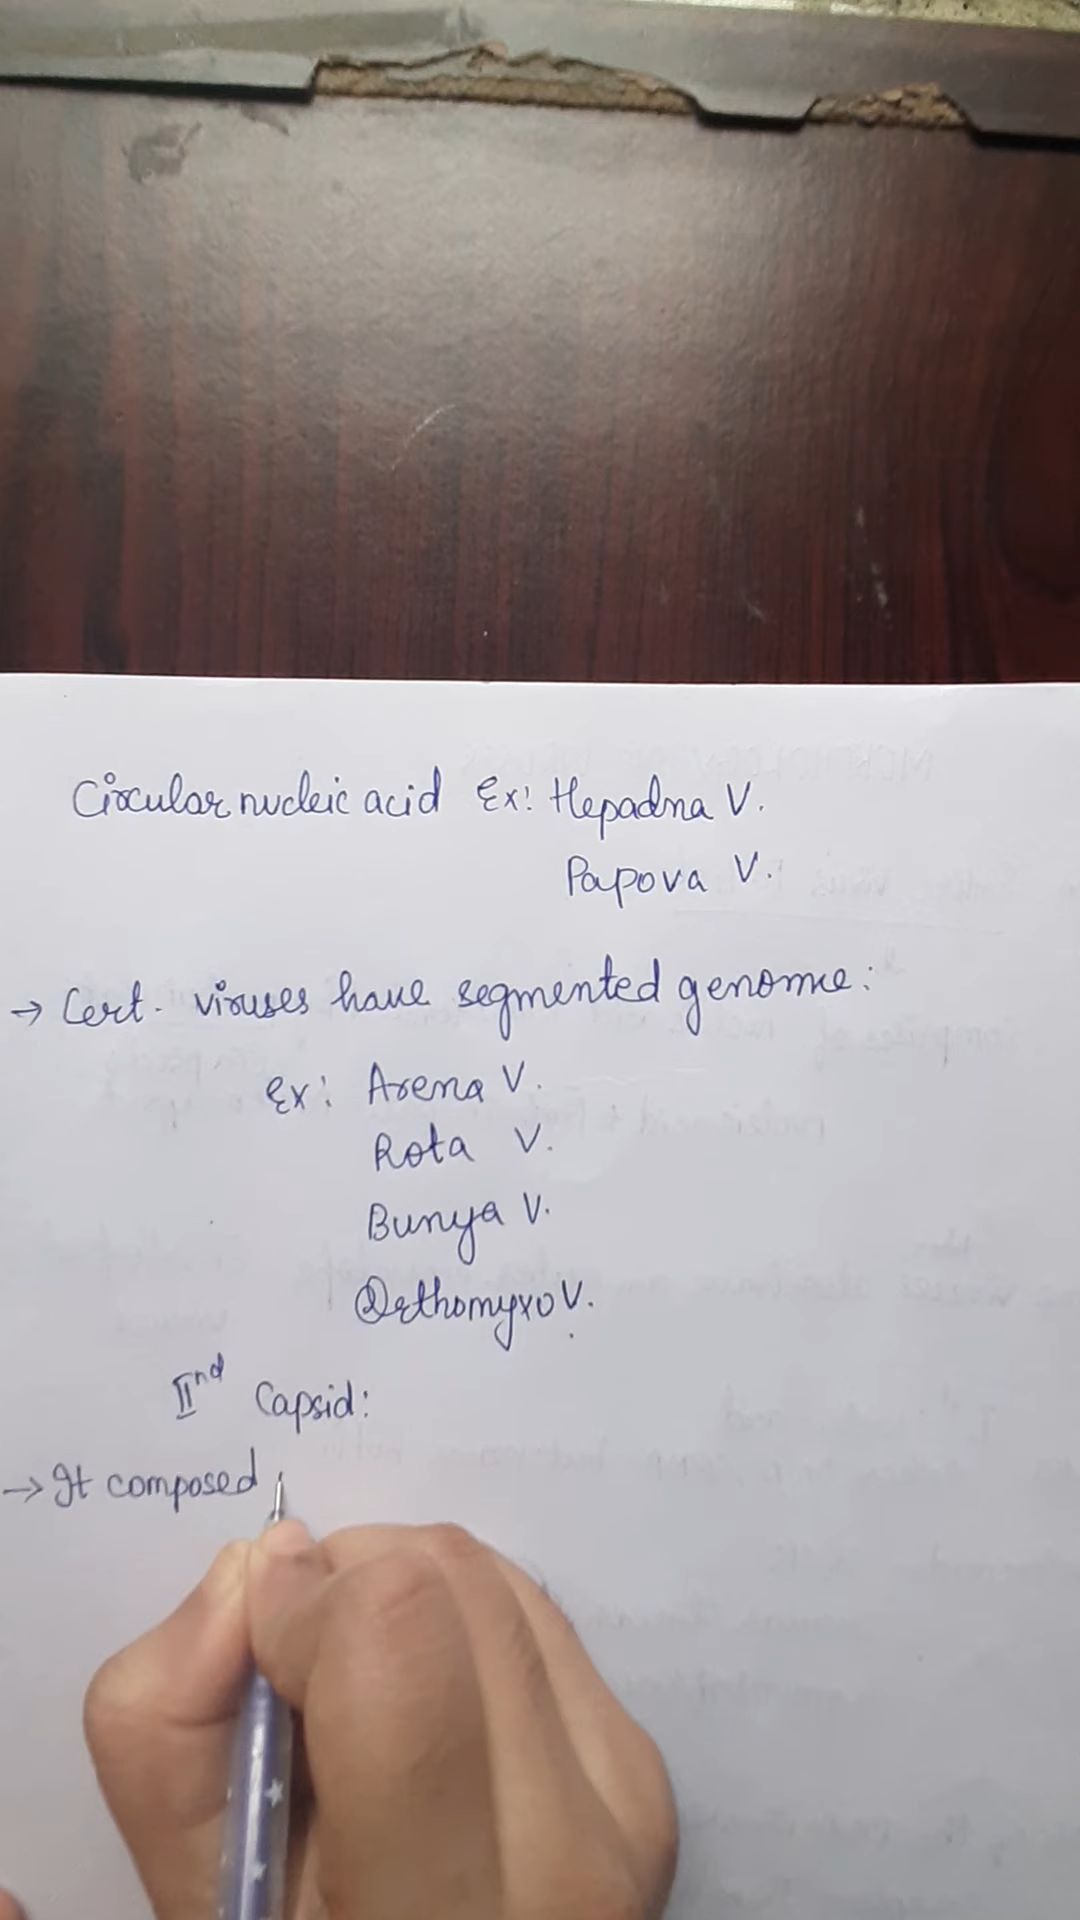 Circular nucleic acid Ex: Hepadna V.
Papova V.
→ Cert. viruses have segmented genome:
Ex: Arena V.
Rota V.
Bunya V.
Orthomyxo V.
IInd Capsid:
→ It composed